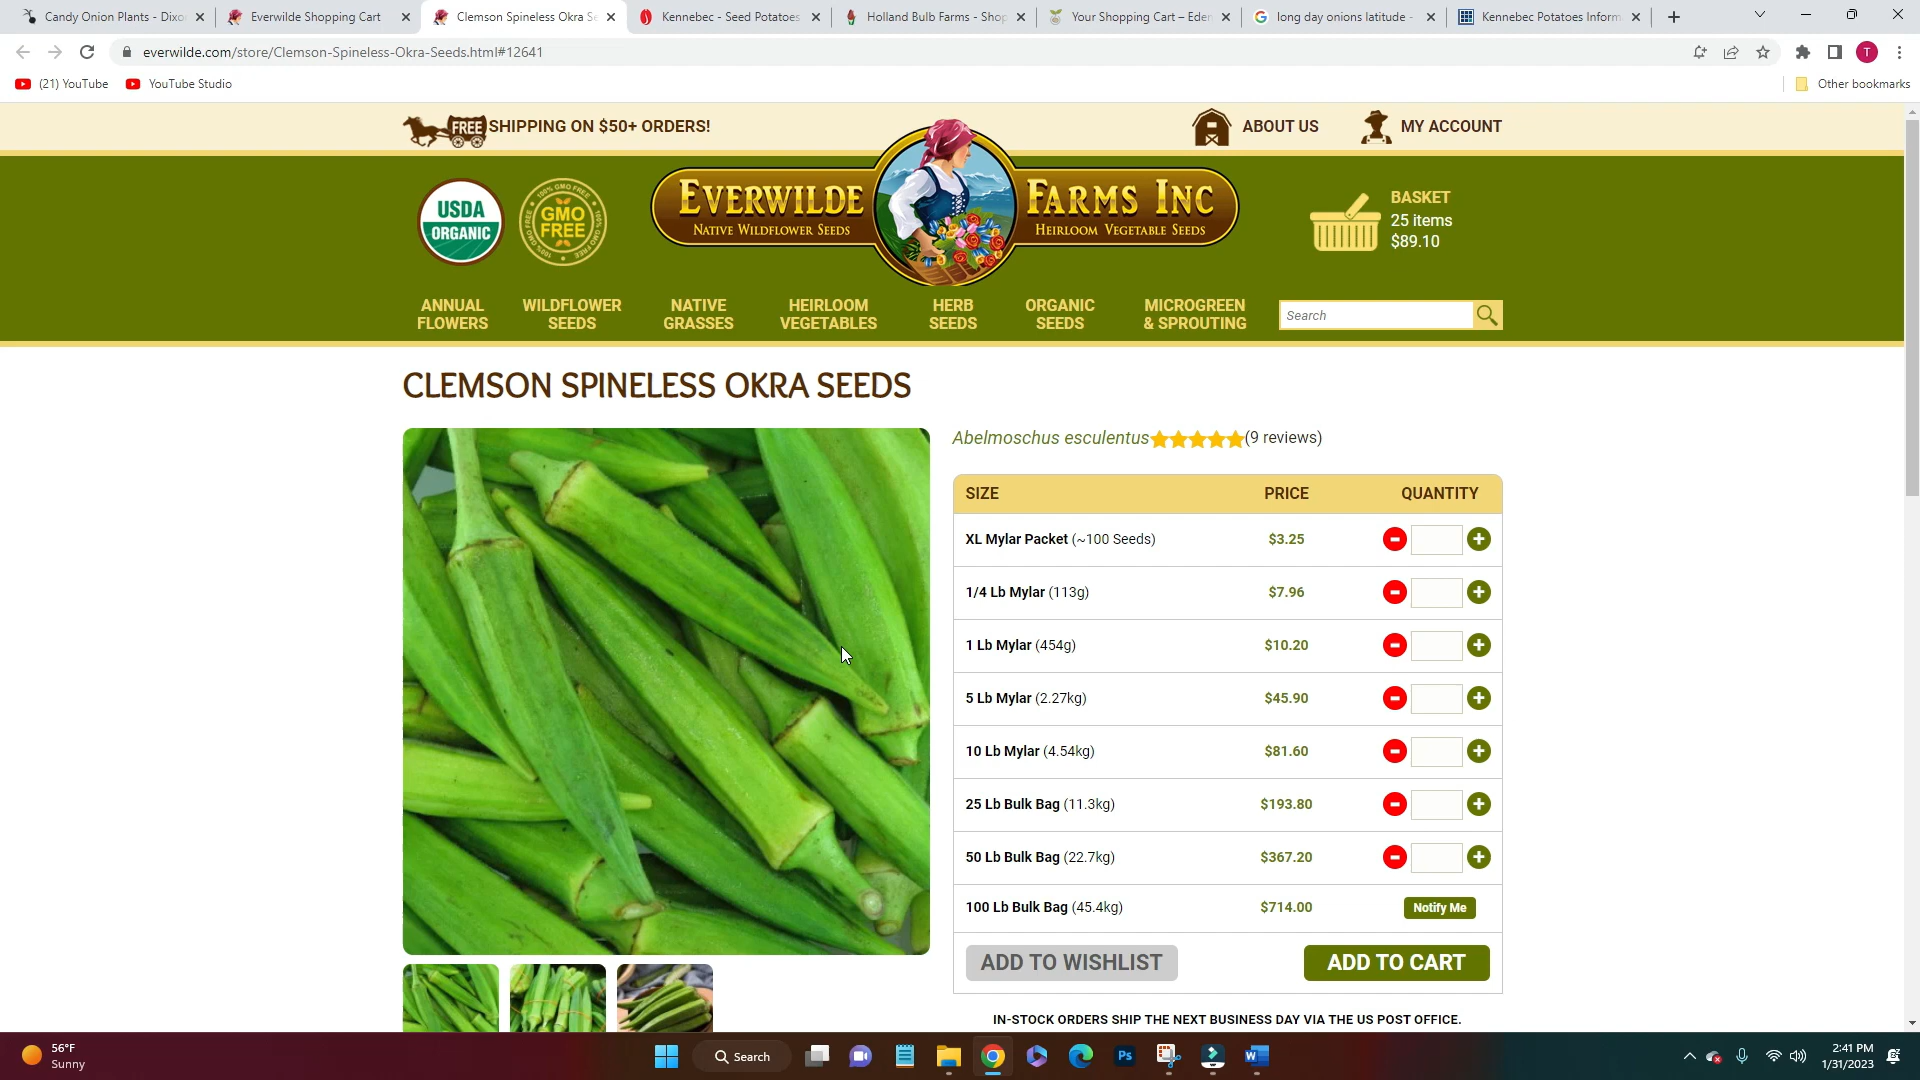 Candy Onion Plants - Dixo
Everwilde Shopping Cart
Clemson Spineless Okra Se
Kennebec - Seed Potatoes
Holland Bulb Farms - Shop
Your Shopping Cart – Eden
long day onions latitude -
Kennebec Potatoes Inform
everwilde.com/store/Clemson-Spineless-Okra-Seeds.html#12641
T
(21) YouTube
YouTube Studio
Other bookmarks
FREE SHIPPING ON $50+ ORDERS!
ABOUT US
MY ACCOUNT
USDA
ORGANIC
100% GMO FREE
GMO
FREE
EVERWILDE FARMS INC
NATIVE WILDFLOWER SEEDS HEIRLOOM VEGETABLE SEEDS
BASKET
25 items
$89.10
ANNUAL
FLOWERS
WILDFLOWER
SEEDS
NATIVE
GRASSES
HEIRLOOM
VEGETABLES
HERB
SEEDS
ORGANIC
SEEDS
MICROGREEN
& SPROUTING
Search
CLEMSON SPINELESS OKRA SEEDS
Abelmoschus esculentus (9 reviews)
SIZE PRICE QUANTITY
XL Mylar Packet (~100 Seeds) $3.25
1/4 Lb Mylar (113g) $7.96
1 Lb Mylar (454g) $10.20
5 Lb Mylar (2.27kg) $45.90
10 Lb Mylar (4.54kg) $81.60
25 Lb Bulk Bag (11.3kg) $193.80
50 Lb Bulk Bag (22.7kg) $367.20
100 Lb Bulk Bag (45.4kg) $714.00 Notify Me
ADD TO WISHLIST ADD TO CART
IN-STOCK ORDERS SHIP THE NEXT BUSINESS DAY VIA THE US POST OFFICE.
56°F
Sunny
Search
Ps
W
2:41 PM
1/31/2023